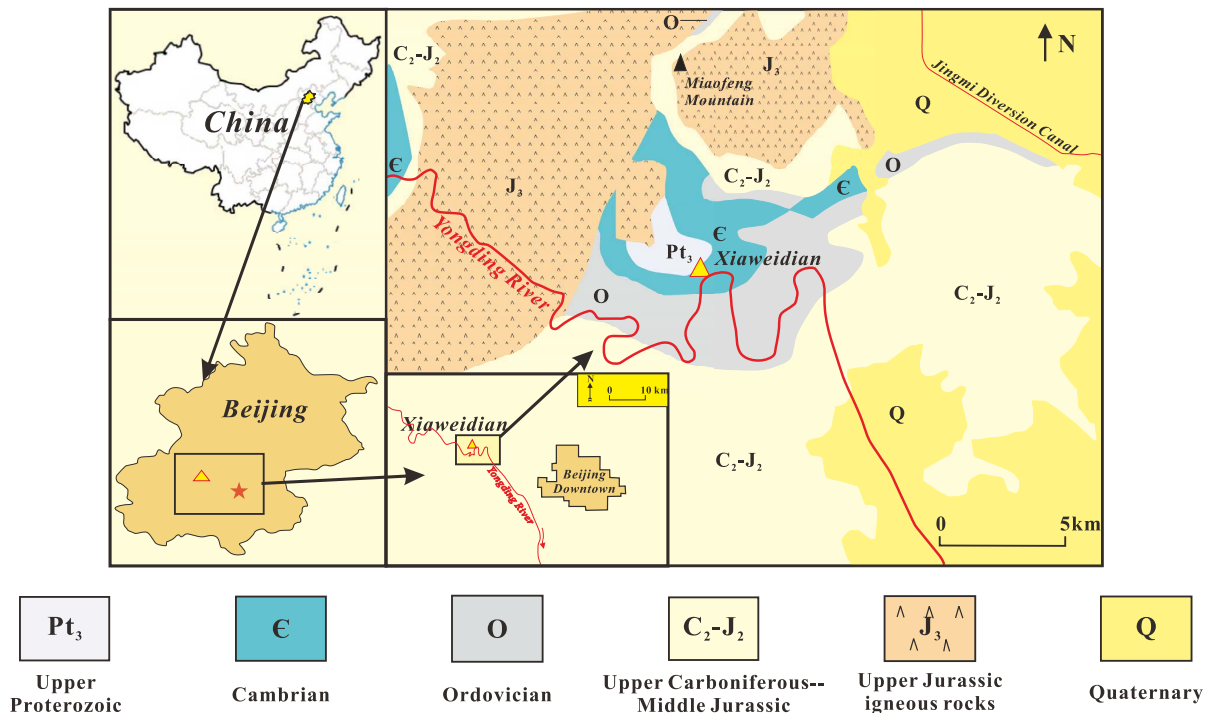 China
Beijing
Xiaweidian
N
0 10 km
Beijing
Downtown
Yongding River
O
C₂-J₂
J₃
Miaofeng
Mountain
N
Jingmi Diversion Canal
Q
O
Є
J₃
C₂-J₂
Є
Yongding River
Є
Pt₃
Xiaweidian
O
C₂-J₂
Q
C₂-J₂
0 5km
Pt₃
Є
O
C₂-J₂
J₃
Q
Upper
Proterozoic
Cambrian
Ordovician
Upper Carboniferous--
Middle Jurassic
Upper Jurassic
igneous rocks
Quaternary